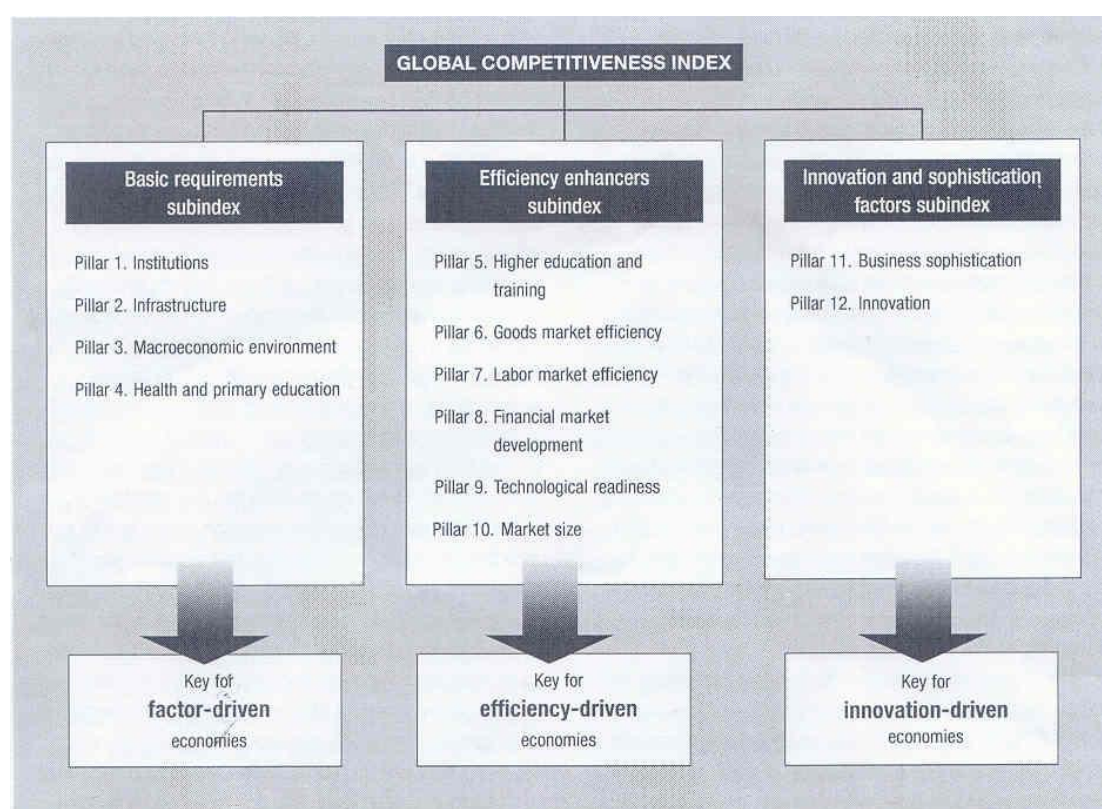 GLOBAL COMPETITIVENESS INDEX
Basic requirements
subindex
Pillar 1. Institutions
Pillar 2. Infrastructure
Pillar 3. Macroeconomic environment
Pillar 4. Health and primary education
Key for
factor-driven
economies
Efficiency enhancers
subindex
Pillar 5. Higher education and
training
Pillar 6. Goods market efficiency
Pillar 7. Labor market efficiency
Pillar 8. Financial market
development
Pillar 9. Technological readiness
Pillar 10. Market size
Key for
efficiency-driven
economies
Innovation and sophistication
factors subindex
Pillar 11. Business sophistication
Pillar 12. Innovation
Key for
innovation-driven
economies